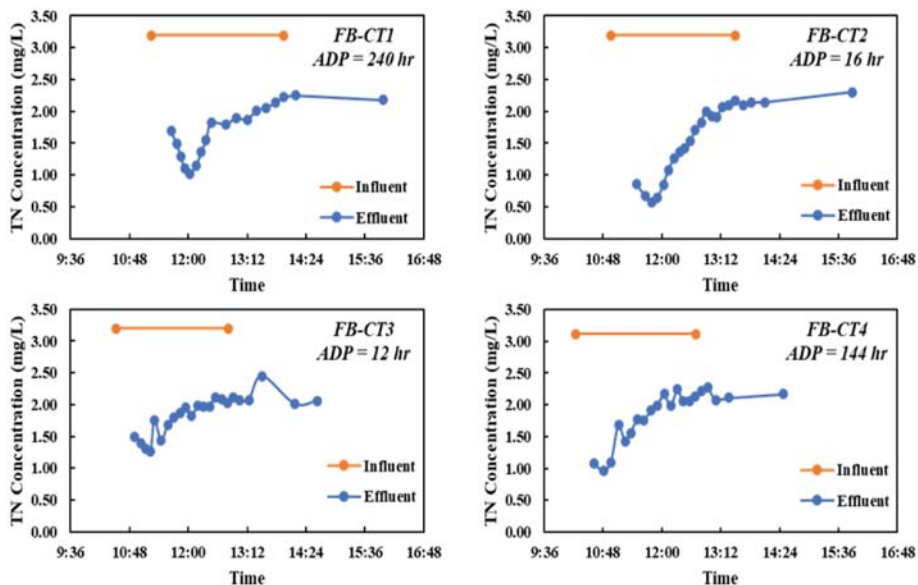 3.50
3.00
2.50
2.00
1.50
1.00
0.50
0.00
TN Concentration (mg/L)
FB-CT1
ADP = 240 hr
Influent
Effluent
9:36 10:48 12:00 13:12 14:24 15:36 16:48
Time
3.50
3.00
2.50
2.00
1.50
1.00
0.50
0.00
TN Concentration (mg/L)
FB-CT2
ADP = 16 hr
Influent
Effluent
9:36 10:48 12:00 13:12 14:24 15:36 16:48
Time
3.50
3.00
2.50
2.00
1.50
1.00
0.50
0.00
TN Concentration (mg/L)
FB-CT3
ADP = 12 hr
Influent
Effluent
9:36 10:48 12:00 13:12 14:24 15:36 16:48
Time
3.50
3.00
2.50
2.00
1.50
1.00
0.50
0.00
TN Concentration (mg/L)
FB-CT4
ADP = 144 hr
Influent
Effluent
9:36 10:48 12:00 13:12 14:24 15:36 16:48
Time